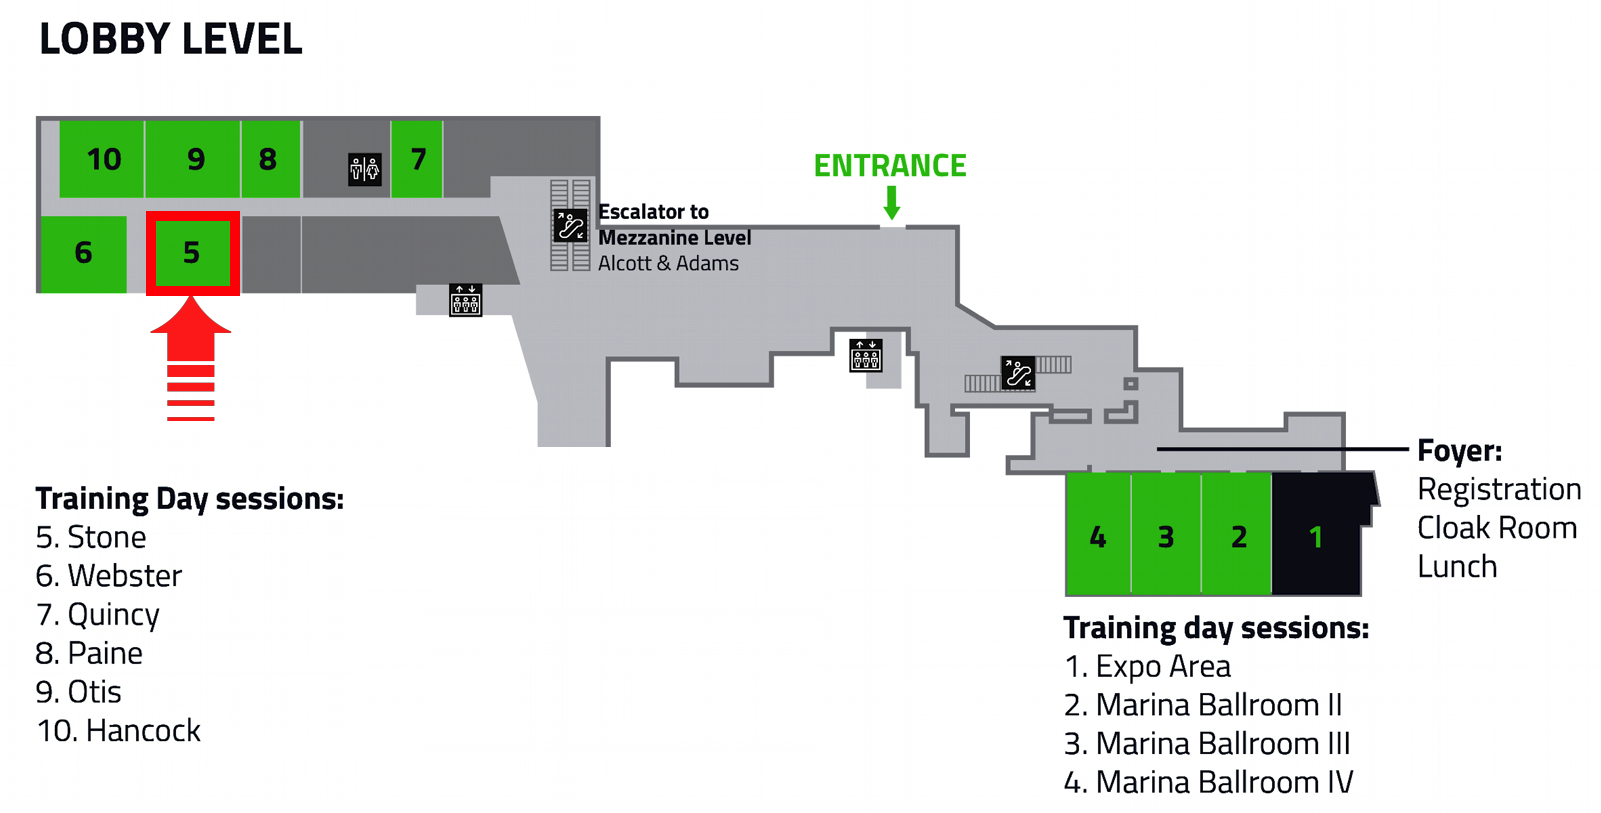 LOBBY LEVEL
10
9
8
7
ENTRANCE
6
5
Escalator to
Mezzanine Level
Alcott & Adams
Foyer:
Registration
Cloak Room
Lunch
4
3
2
1
Training Day sessions:
5. Stone
6. Webster
7. Quincy
8. Paine
9. Otis
10. Hancock
Training day sessions:
1. Expo Area
2. Marina Ballroom II
3. Marina Ballroom III
4. Marina Ballroom IV